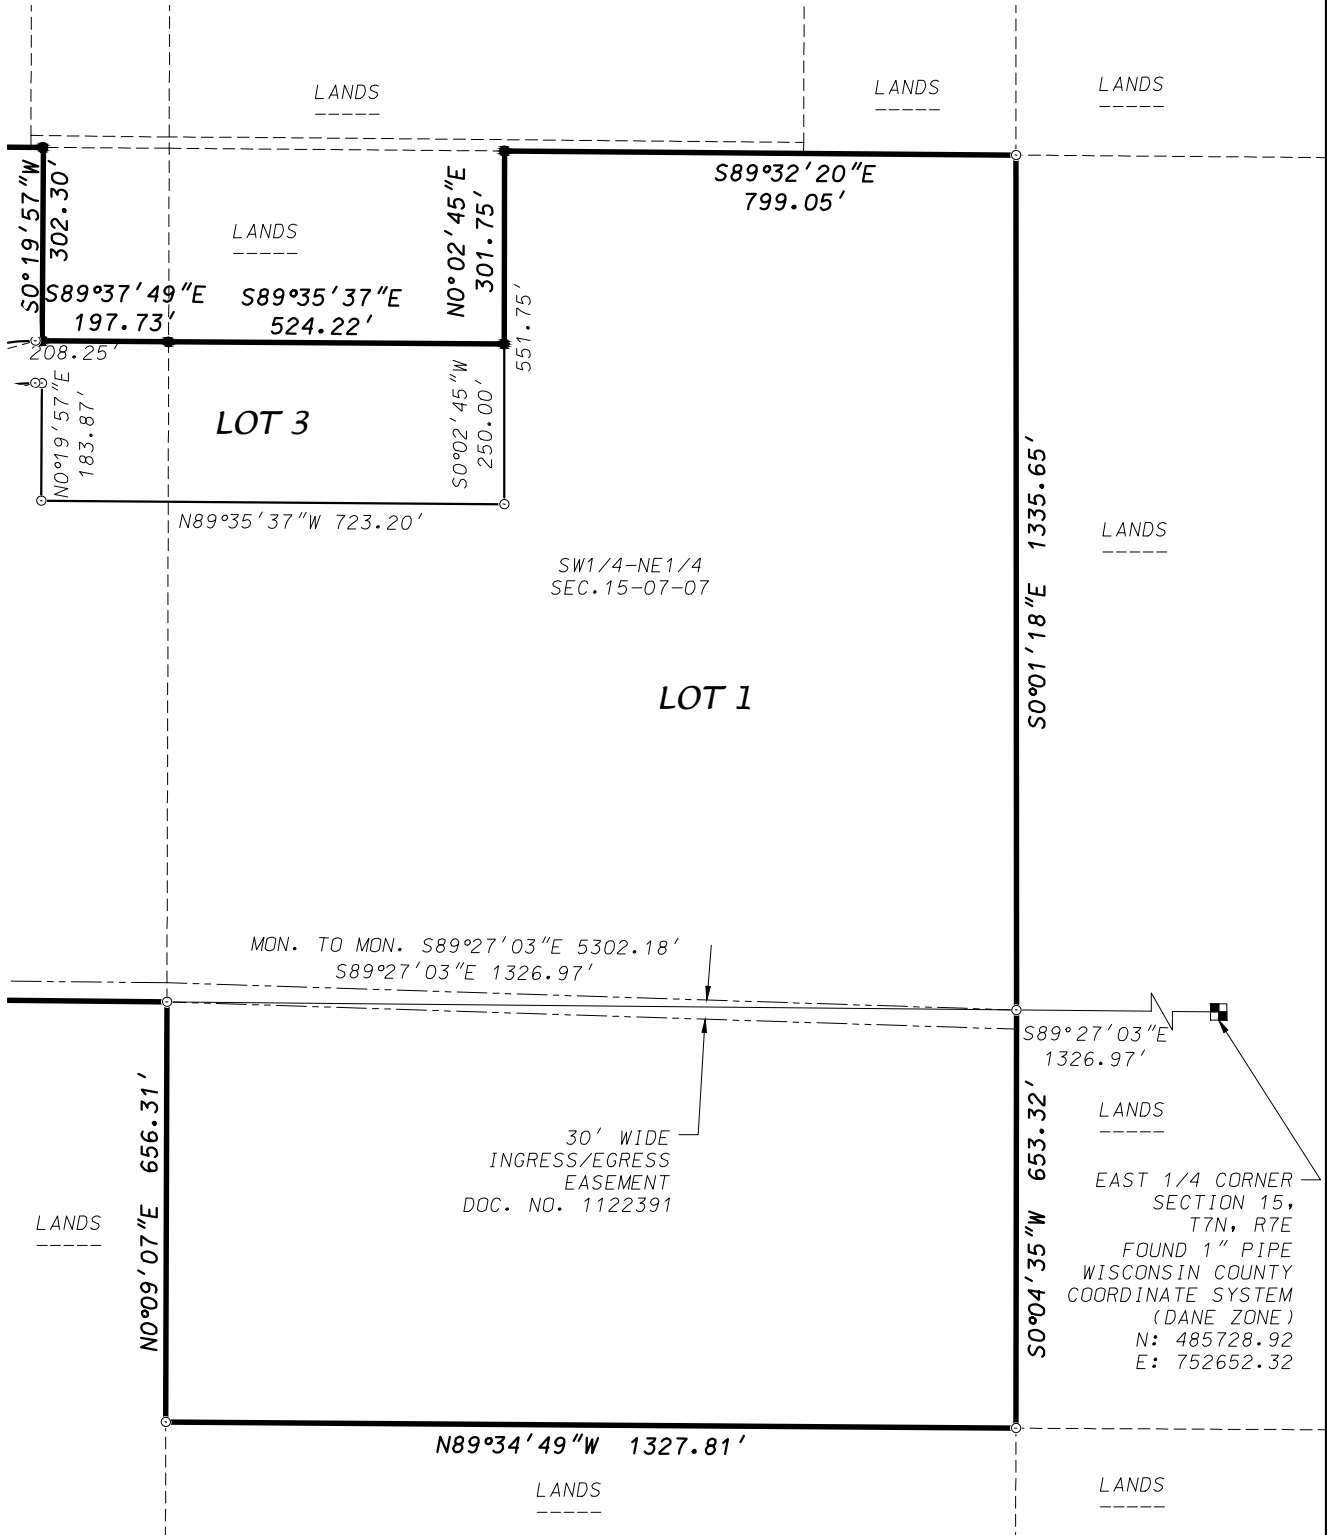 LANDS
LANDS
LANDS
S0°19'57"W
302.30'
LANDS
N0°02'45"E
301.75'
S89°32'20"E
799.05'
S89°37'49"E
197.73'
S89°35'37"E
524.22'
551.75'
208.25'
N0°19'57"E
183.87'
LOT 3
S0°02'45"W
250.00'
N89°35'37"W 723.20'
SW1/4-NE1/4
SEC.15-07-07
S0°01'18"E 1335.65'
LANDS
LOT 1
MON. TO MON. S89°27'03"E 5302.18'
S89°27'03"E 1326.97'
S89°27'03"E
1326.97'
N0°09'07"E 656.31'
30' WIDE
INGRESS/EGRESS
EASEMENT
DOC. NO. 1122391
S0°04'35"W 653.32'
LANDS
EAST 1/4 CORNER
SECTION 15,
T7N, R7E
FOUND 1" PIPE
WISCONSIN COUNTY
COORDINATE SYSTEM
(DANE ZONE)
N: 485728.92
E: 752652.32
LANDS
N89°34'49"W 1327.81'
LANDS
LANDS